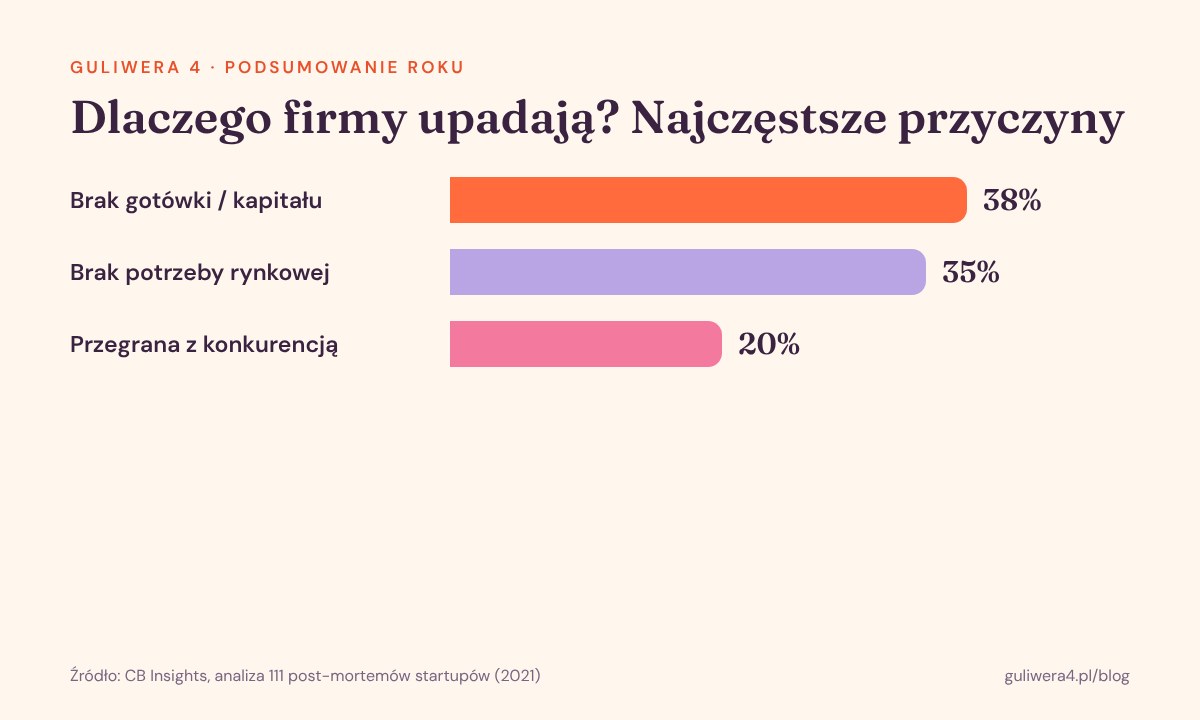 GULIWERA 4 · PODSUMOWANIE ROKU
Dlaczego firmy upadają? Najczęstsze przyczyny
Brak gotówki / kapitału 38%
Brak potrzeby rynkowej 35%
Przegrana z konkurencją 20%
Źródło: CB Insights, analiza 111 post-mortemów startupów (2021) guliwera4.pl/blog